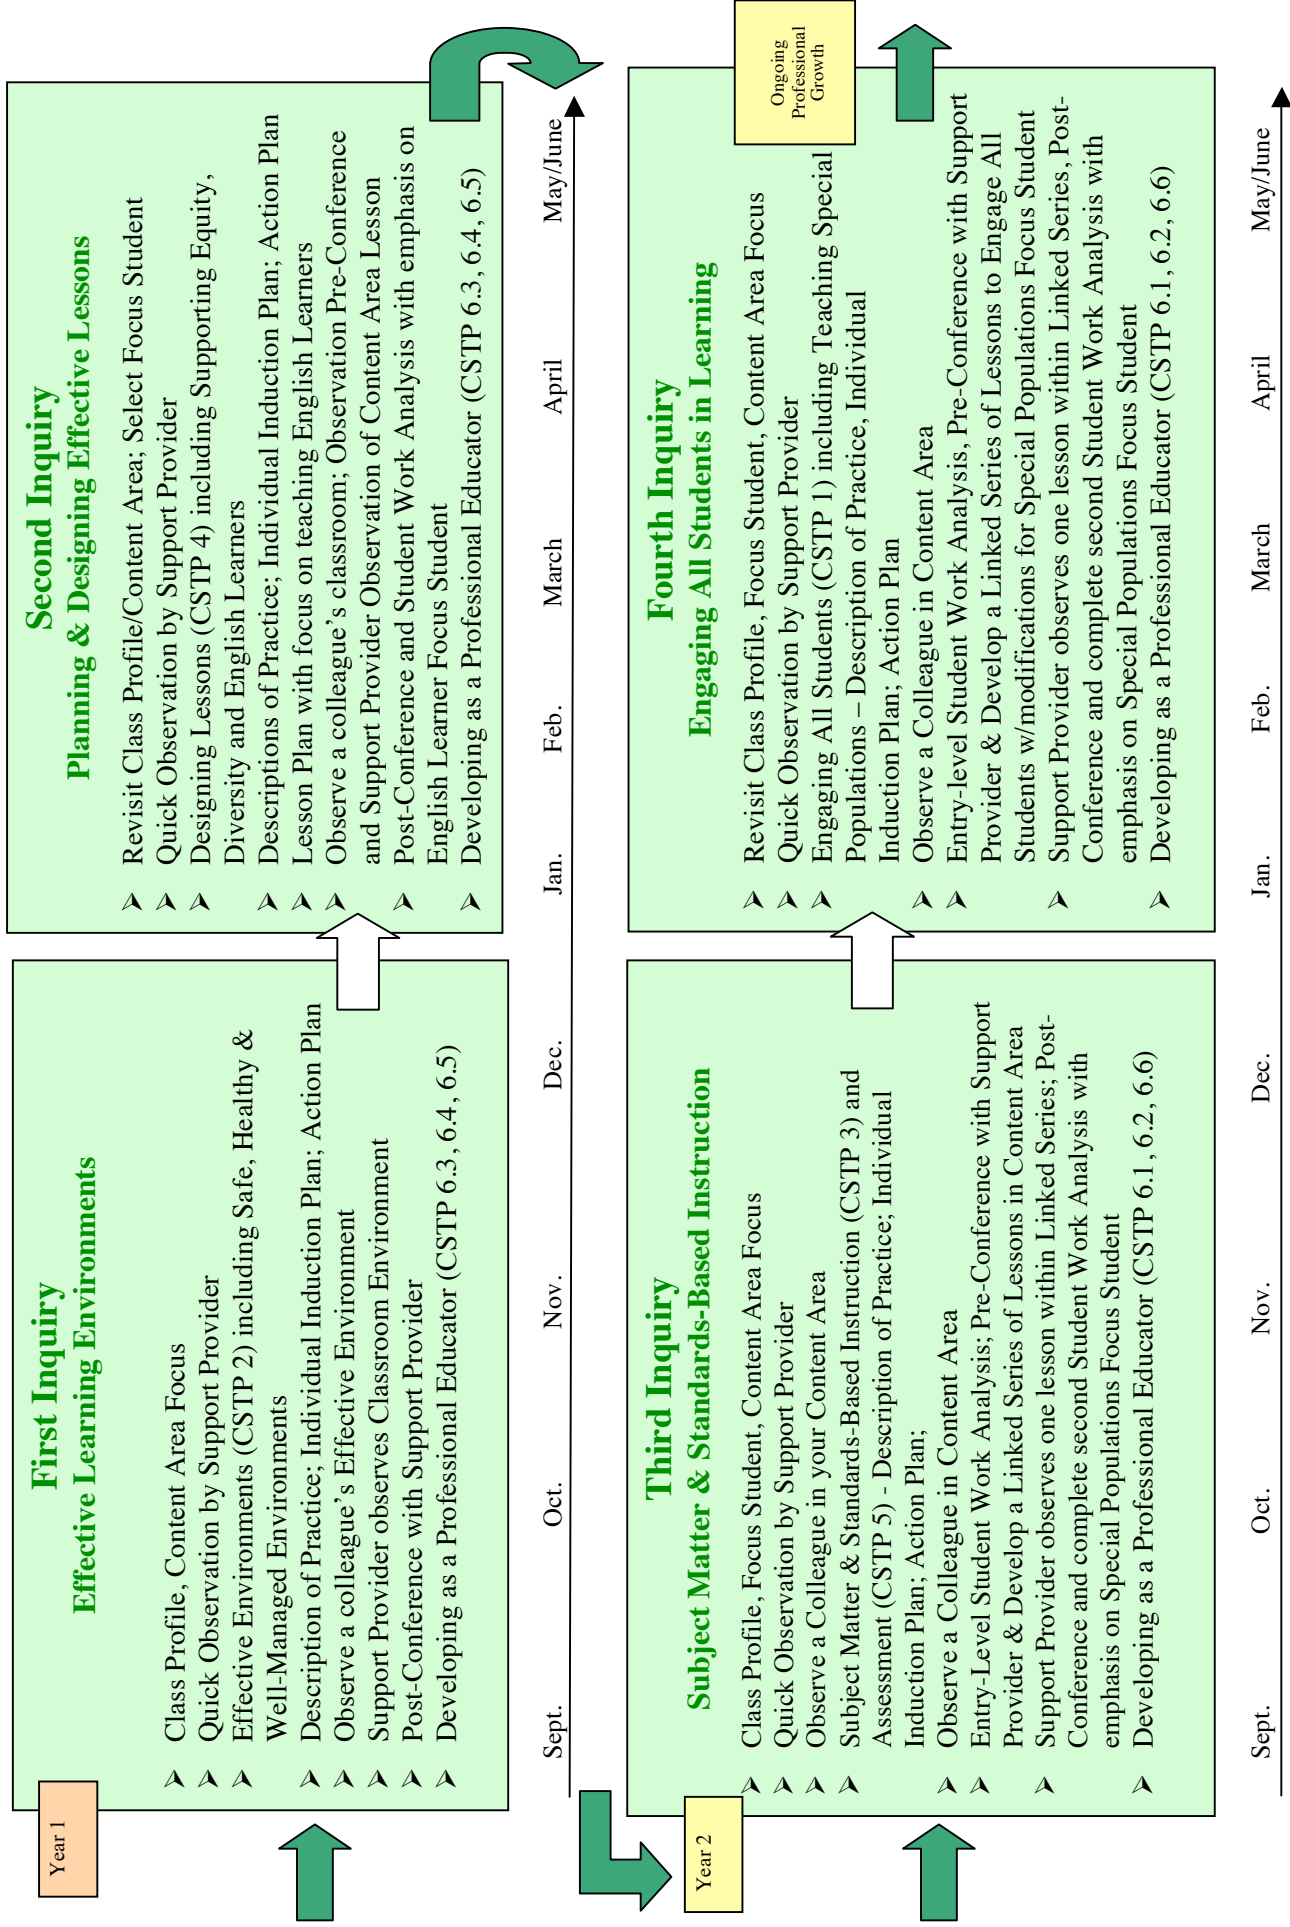 Year 1
First Inquiry
Effective Learning Environments
➢ Class Profile, Content Area Focus
➢ Quick Observation by Support Provider
➢ Effective Environments (CSTP 2) including Safe, Healthy &
Well-Managed Environments
➢ Description of Practice; Individual Induction Plan; Action Plan
➢ Observe a colleague's Effective Environment
➢ Support Provider observes Classroom Environment
➢ Post-Conference with Support Provider
➢ Developing as a Professional Educator (CSTP 6.3, 6.4, 6.5)
Second Inquiry
Planning & Designing Effective Lessons
➢ Revisit Class Profile/Content Area; Select Focus Student
➢ Quick Observation by Support Provider
➢ Designing Lessons (CSTP 4) including Supporting Equity,
Diversity and English Learners
➢ Descriptions of Practice; Individual Induction Plan; Action Plan
➢ Lesson Plan with focus on teaching English Learners
➢ Observe a colleague's classroom; Observation Pre-Conference
and Support Provider Observation of Content Area Lesson
➢ Post-Conference and Student Work Analysis with emphasis on
English Learner Focus Student
➢ Developing as a Professional Educator (CSTP 6.3, 6.4, 6.5)
Sept. Oct. Nov. Dec. Jan. Feb. March April May/June
Year 2
Third Inquiry
Subject Matter & Standards-Based Instruction
➢ Class Profile, Focus Student, Content Area Focus
➢ Quick Observation by Support Provider
➢ Observe a Colleague in your Content Area
➢ Subject Matter & Standards-Based Instruction (CSTP 3) and
Assessment (CSTP 5) - Description of Practice; Individual
Induction Plan; Action Plan;
➢ Observe a Colleague in Content Area
➢ Entry-Level Student Work Analysis; Pre-Conference with Support
Provider & Develop a Linked Series of Lessons in Content Area
➢ Support Provider observes one lesson within Linked Series; Post-
Conference and complete second Student Work Analysis with
emphasis on Special Populations Focus Student
➢ Developing as a Professional Educator (CSTP 6.1, 6.2, 6.6)
Fourth Inquiry
Engaging All Students in Learning
➢ Revisit Class Profile, Focus Student, Content Area Focus
➢ Quick Observation by Support Provider
➢ Engaging All Students (CSTP 1) including Teaching Special
Populations – Description of Practice, Individual
Induction Plan; Action Plan
➢ Observe a Colleague in Content Area
➢ Entry-level Student Work Analysis, Pre-Conference with Support
Provider & Develop a Linked Series of Lessons to Engage All
Students w/modifications for Special Populations Focus Student
➢ Support Provider observes one lesson within Linked Series, Post-
Conference and complete second Student Work Analysis with
emphasis on Special Populations Focus Student
➢ Developing as a Professional Educator (CSTP 6.1, 6.2, 6.6)
Ongoing
Professional
Growth
Sept. Oct. Nov. Dec. Jan. Feb. March April May/June